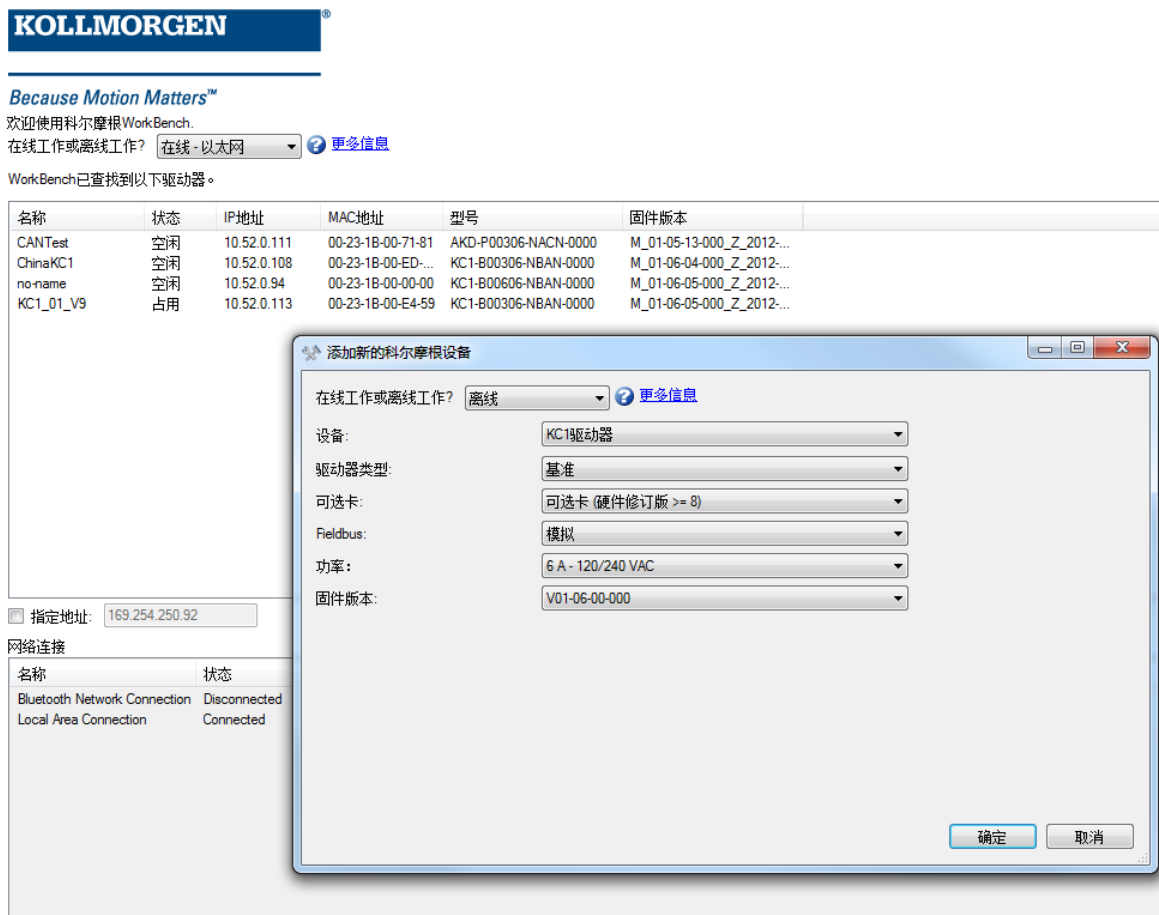 KOLLMORGEN®
Because Motion Matters™
欢迎使用科尔摩根WorkBench.
在线工作或离线工作? 在线 - 以太网 更多信息
WorkBench已查找到以下驱动器。
名称 状态 IP地址 MAC地址 型号 固件版本
CANTest 空闲 10.52.0.111 00-23-1B-00-71-81 AKD-P00306-NACN-0000 M_01-05-13-000_Z_2012-...
ChinaKC1 空闲 10.52.0.108 00-23-1B-00-ED-... KC1-B00306-NBAN-0000 M_01-06-04-000_Z_2012-...
no-name 空闲 10.52.0.94 00-23-1B-00-00-00 KC1-B00606-NBAN-0000 M_01-06-05-000_Z_2012-...
KC1_01_V9 占用 10.52.0.113 00-23-1B-00-E4-59 KC1-B00306-NBAN-0000 M_01-06-05-000_Z_2012-...
添加新的科尔摩根设备
在线工作或离线工作? 离线 更多信息
设备: KC1驱动器
驱动器类型: 基准
可选卡: 可选卡 (硬件修订版 >= 8)
Fieldbus: 模拟
功率: 6 A - 120/240 VAC
固件版本: V01-06-00-000
确定 取消
指定地址: 169.254.250.92
网络连接
名称 状态
Bluetooth Network Connection Disconnected
Local Area Connection Connected